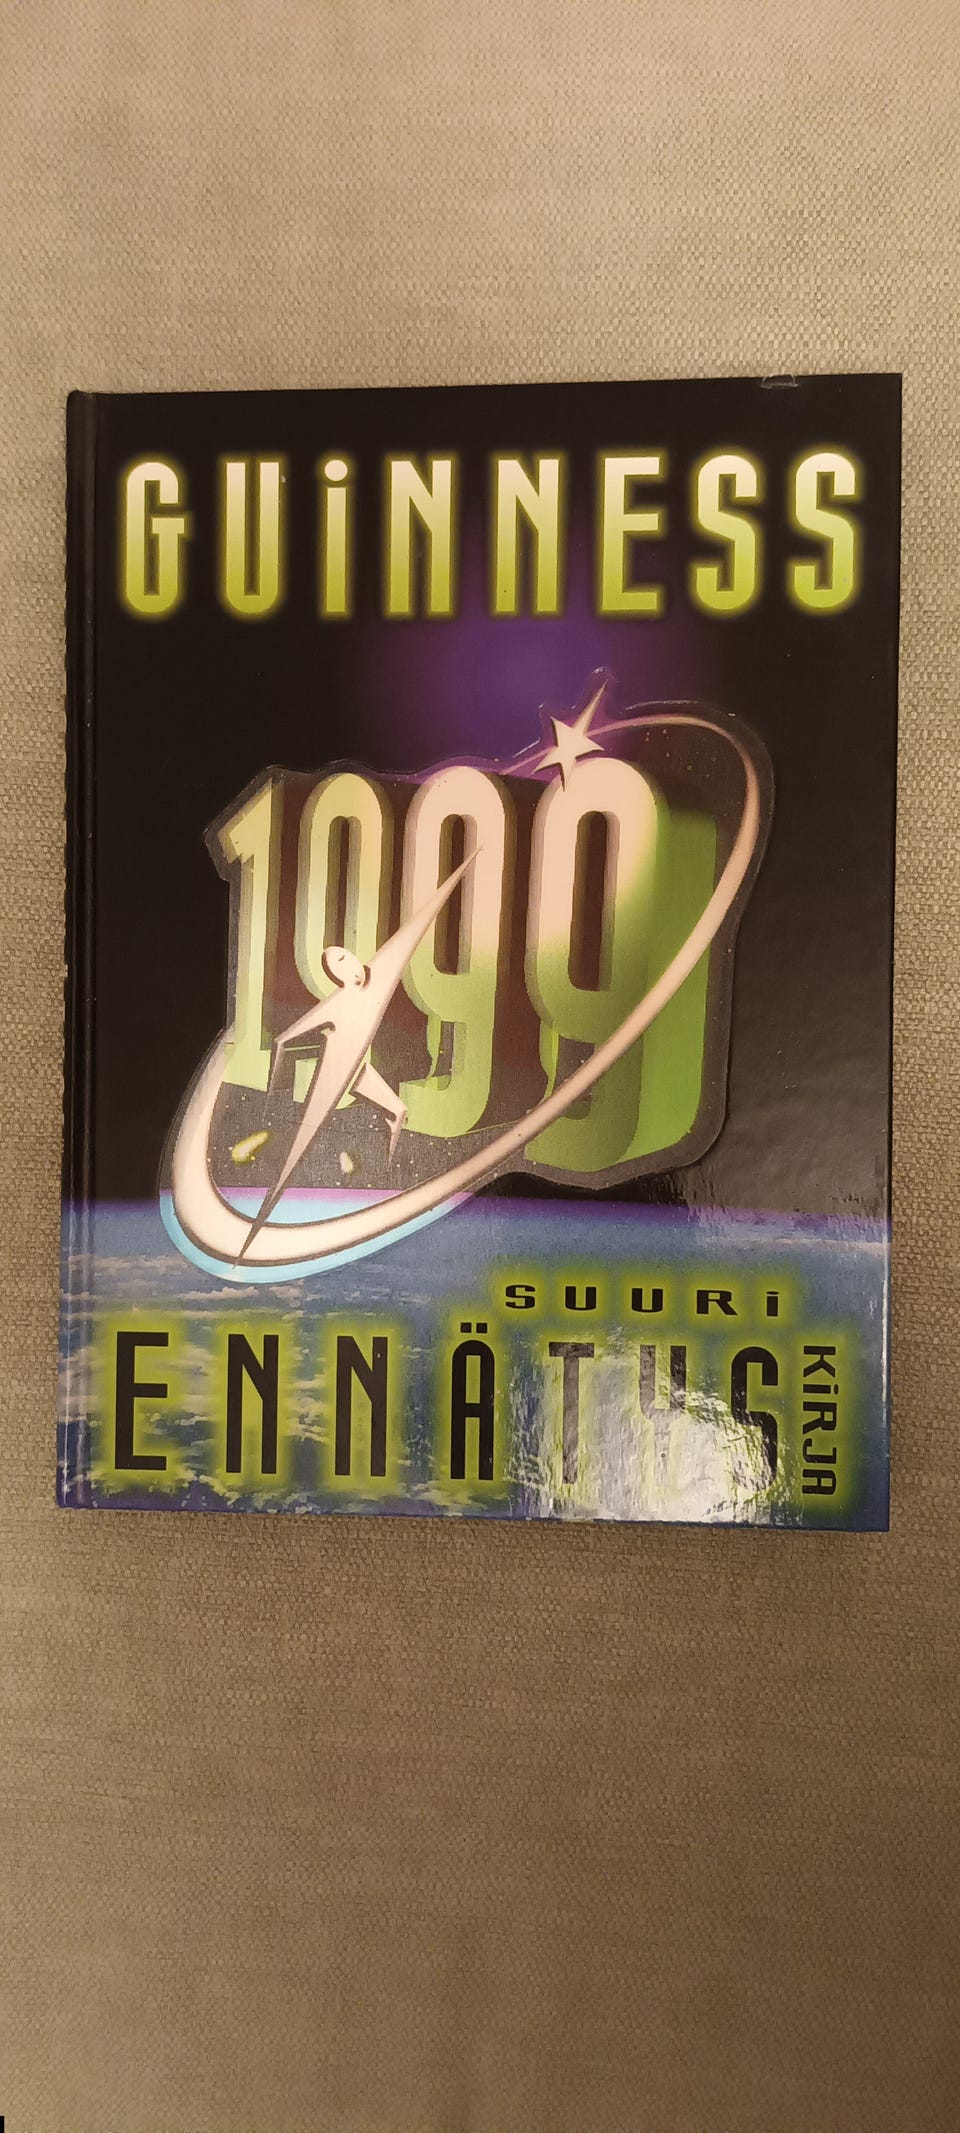 GUiNNESS
1999
SUURi
ENNÄTYS
KiRJA